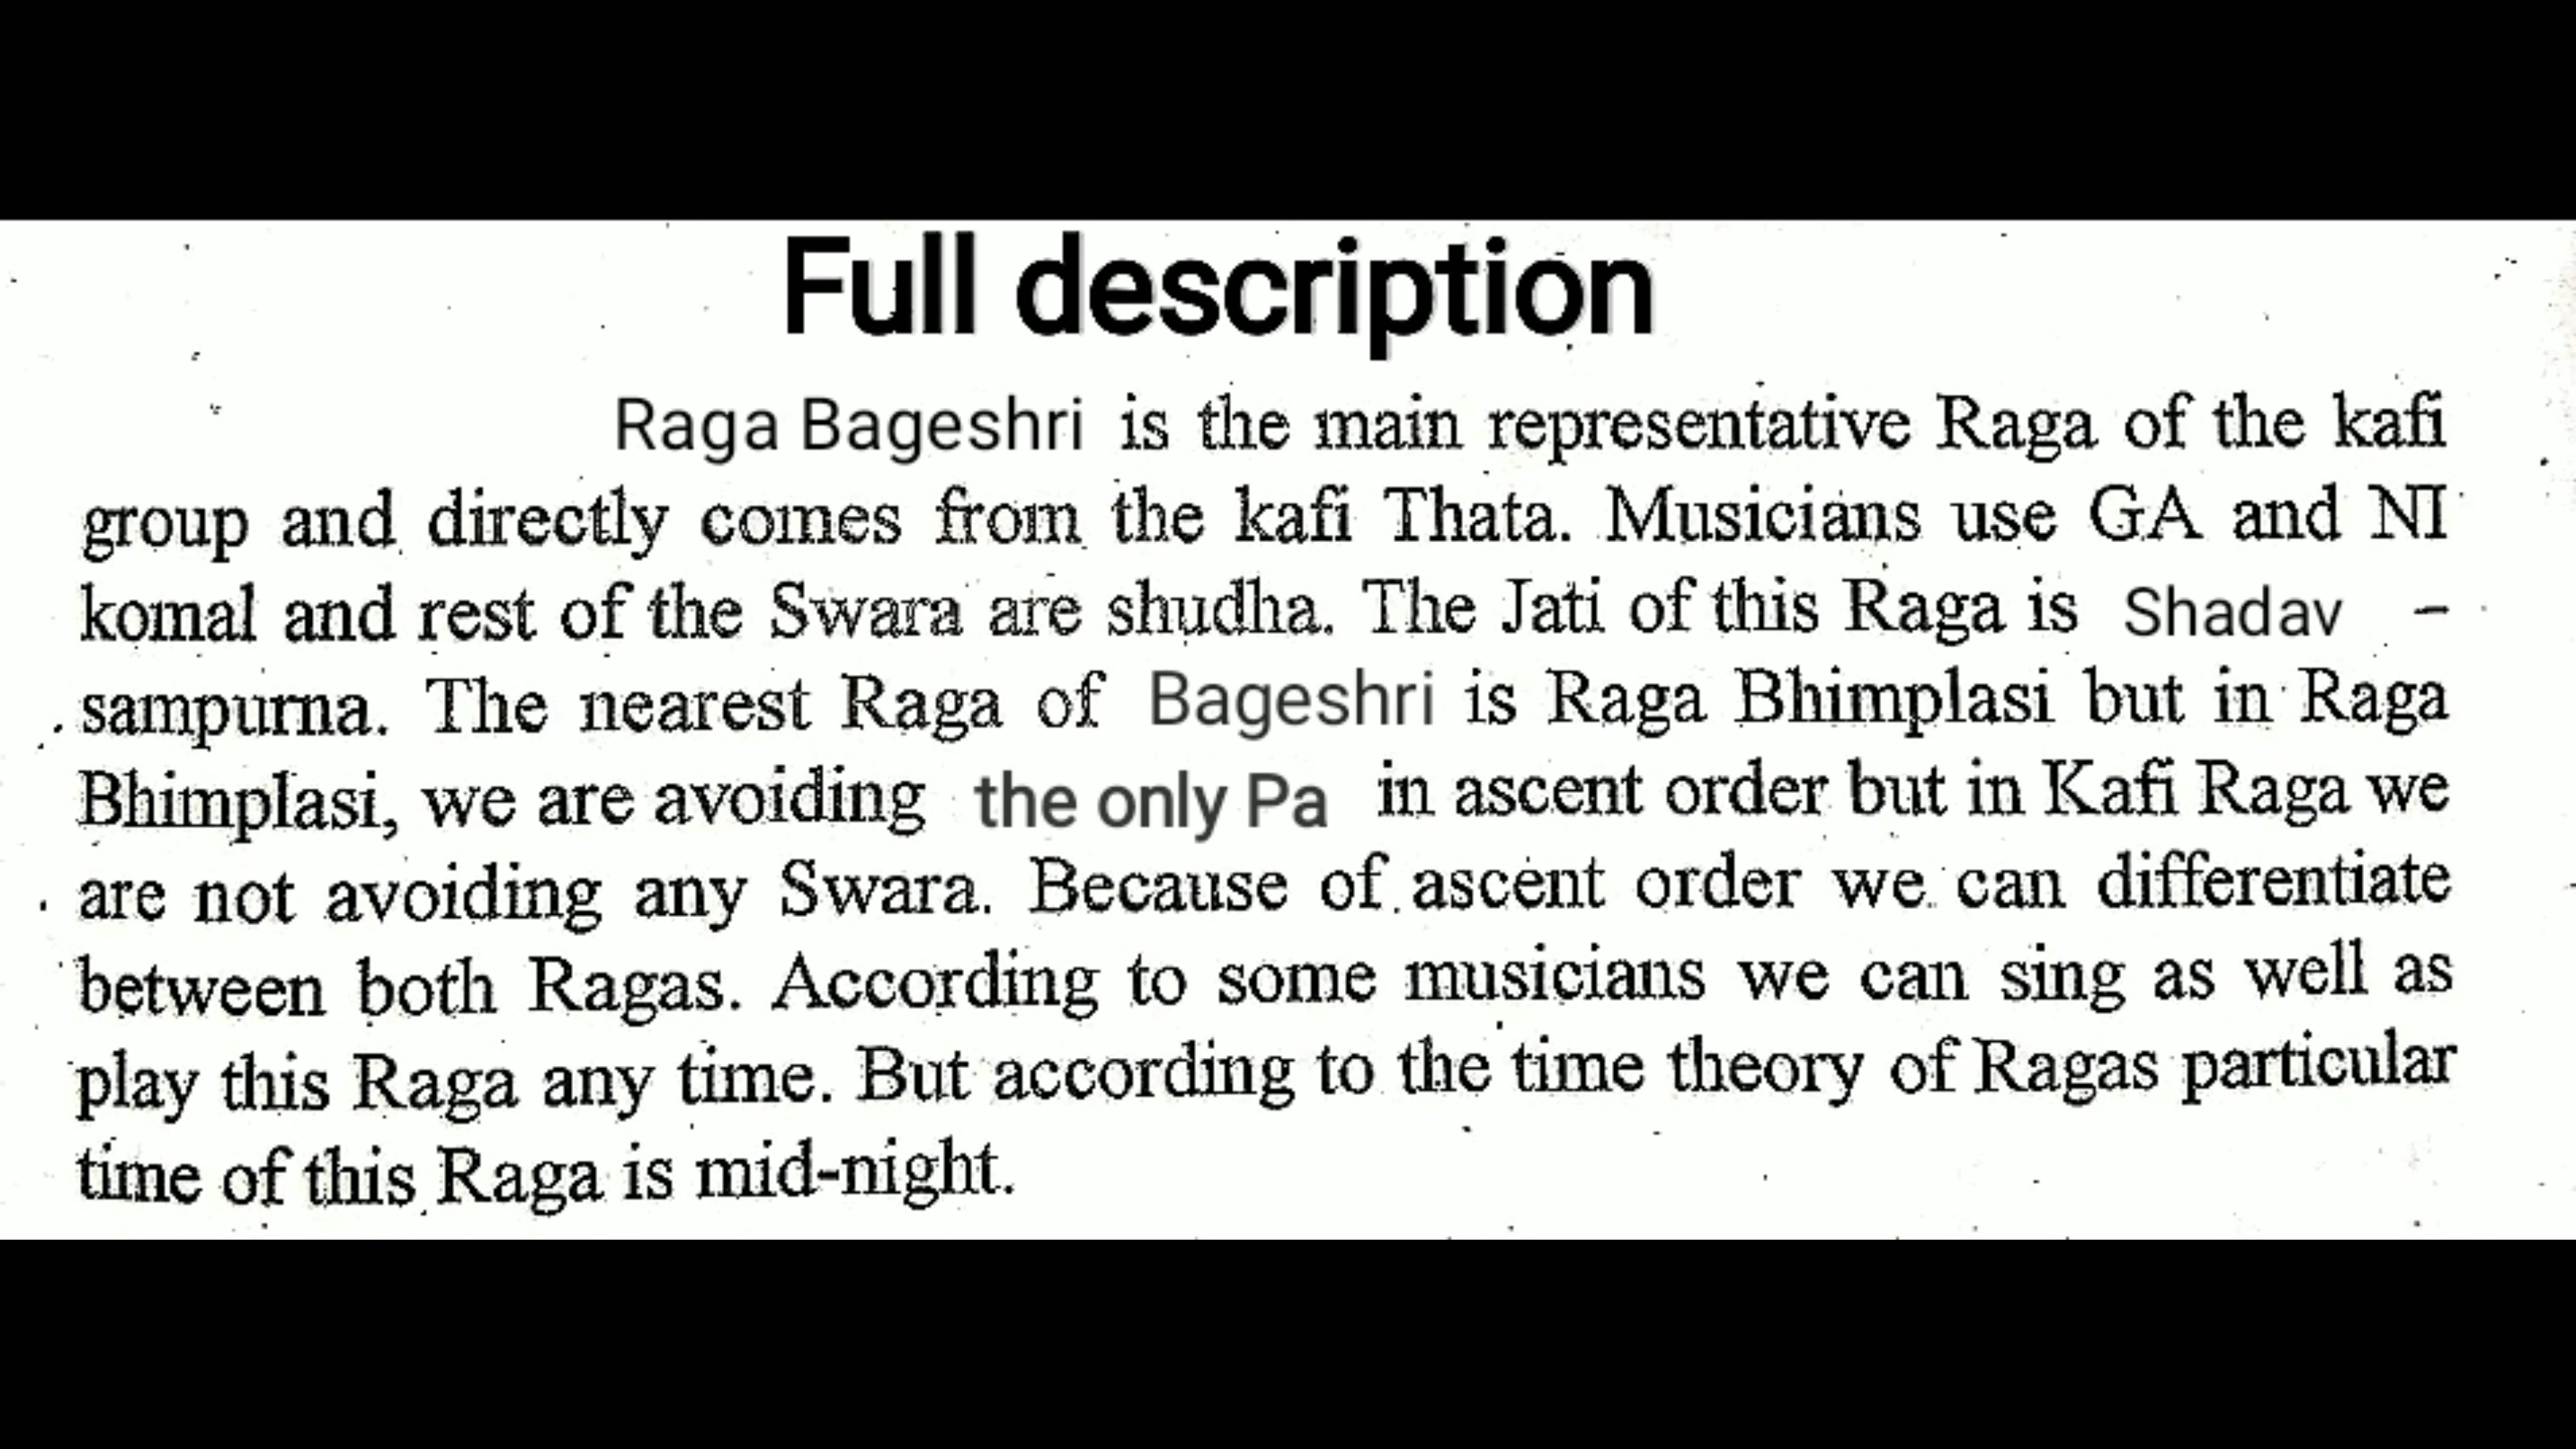 Full description
Raga Bageshri is the main representative Raga of the kafi
group and directly comes from the kafi Thata. Musicians use GA and NI
komal and rest of the Swara are shudha. The Jati of this Raga is Shadav –
sampurna. The nearest Raga of Bageshri is Raga Bhimplasi but in Raga
Bhimplasi, we are avoiding the only Pa in ascent order but in Kafi Raga we
are not avoiding any Swara. Because of ascent order we can differentiate
between both Ragas. According to some musicians we can sing as well as
play this Raga any time. But according to the time theory of Ragas particular
time of this Raga is mid-night.